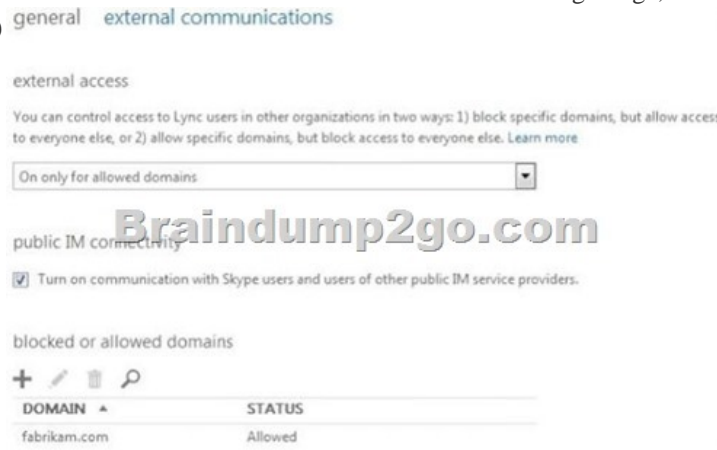 general external communications
external access
You can control access to Lync users in other organizations in two ways: 1) block specific domains, but allow access
to everyone else, or 2) allow specific domains, but block access to everyone else. Learn more
On only for allowed domains
Braindump2go.com
public IM connectivity
Turn on communication with Skype users and users of other public IM service providers.
blocked or allowed domains
DOMAIN STATUS
fabrikam.com Allowed